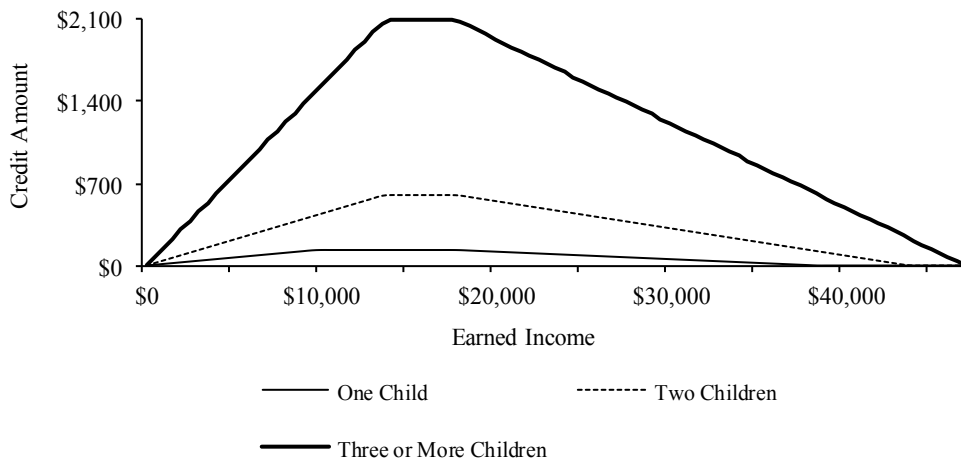 $2,100
$1,400
$700
$0
Credit Amount
$0 $10,000 $20,000 $30,000 $40,000
Earned Income
One Child Two Children
Three or More Children